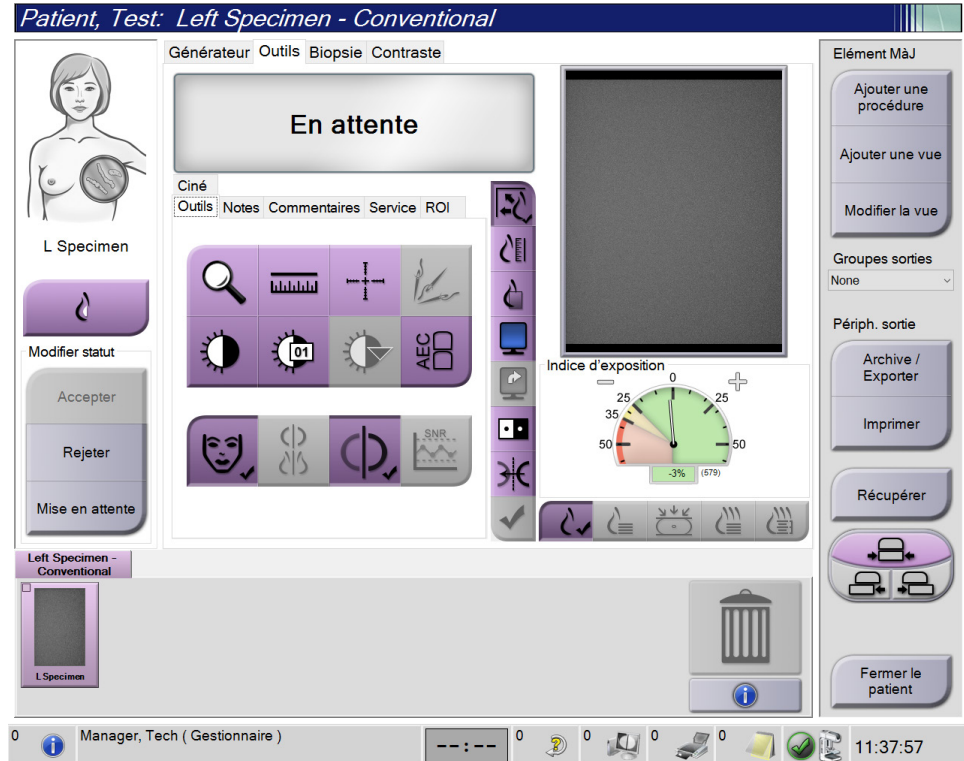 Patient, Test: Left Specimen - Conventional
Générateur Outils Biopsie Contraste
Elément MàJ
Ajouter une
procédure
Ajouter une vue
Modifier la vue
Groupes sorties
None
Périph. sortie
Archive /
Exporter
Imprimer
Récupérer
Fermer le
patient
L Specimen
Modifier statut
Accepter
Rejeter
Mise en attente
En attente
Ciné
Outils Notes Commentaires Service ROI
01
AEC
SNR
Indice d'exposition
0
25 25
35
50 50
-3% (579)
Left Specimen -
Conventional
L Specimen
0 Manager, Tech ( Gestionnaire ) --:-- 0 0 0 0 11:37:57